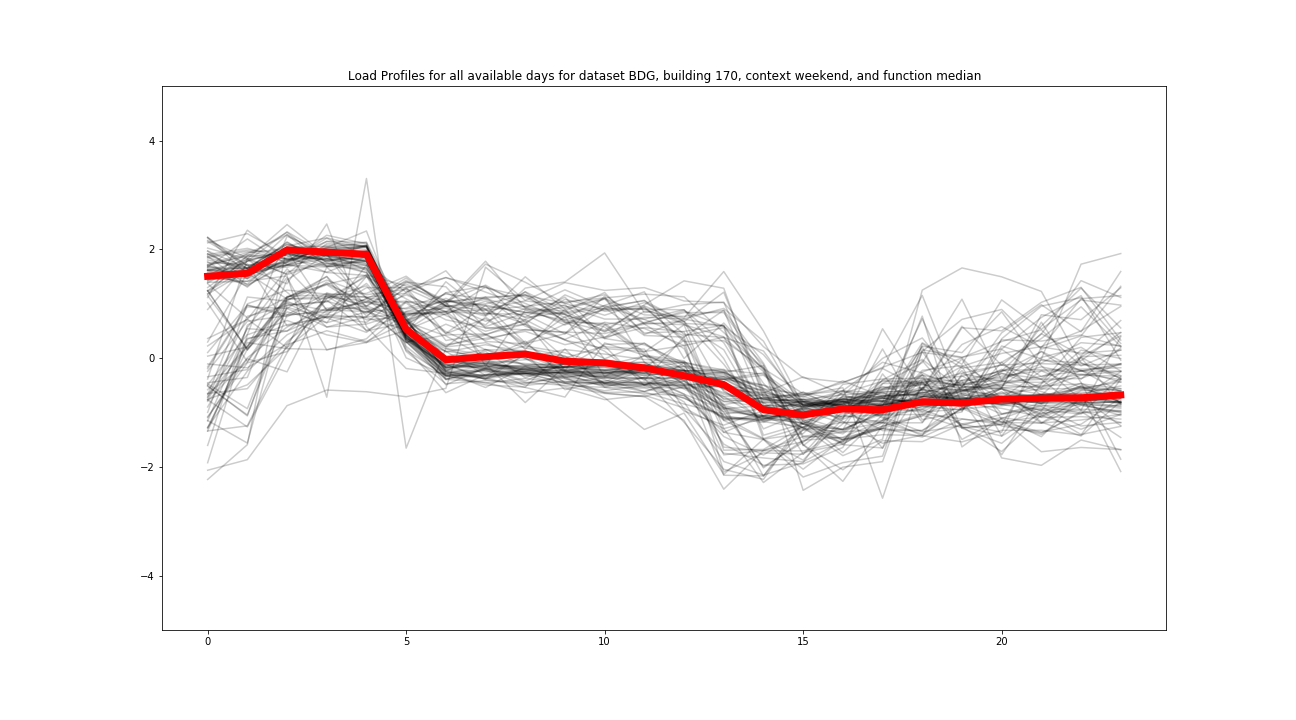 Load Profiles for all available days for dataset BDG, building 170, context weekend, and function median
4
2
0
−2
−4
0 5 10 15 20